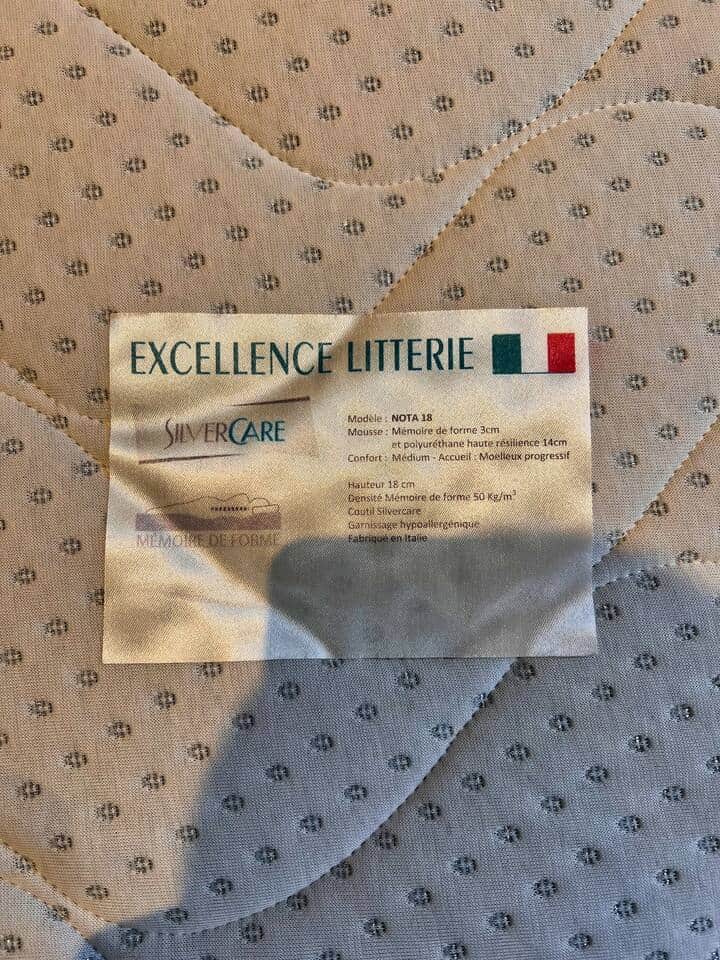 EXCELLENCE LITTERIE
SILVERCARE
Modèle : NOTA 18
Mousse : Mémoire de forme 3cm
et polyuréthane haute résilience 14cm
Confort : Médium - Accueil : Moelleux progressif
Hauteur 18 cm
Densité Mémoire de forme 50 Kg/m³
Coutil Silvercare
Garnissage hypoallergénique
Fabriqué en Italie
MÉMOIRE DE FORME